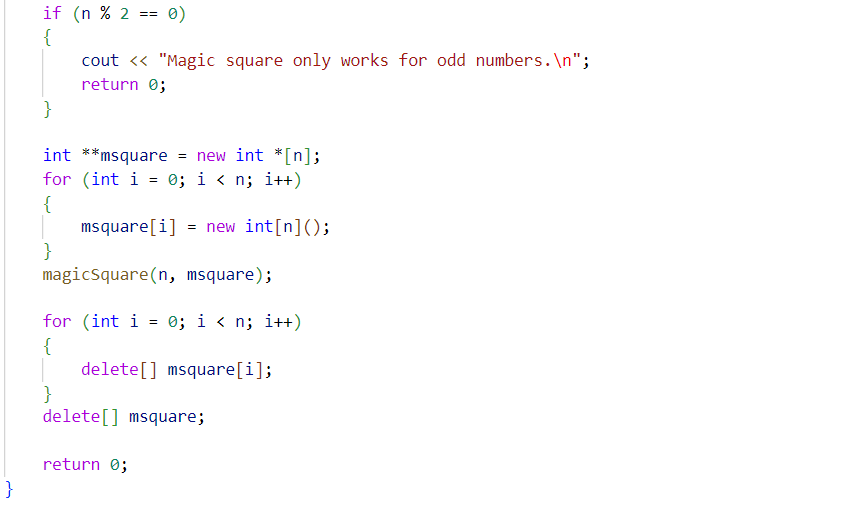 if (n % 2 == 0)
{
cout << "Magic square only works for odd numbers.\n";
return 0;
}
int **msquare = new int *[n];
for (int i = 0; i < n; i++)
{
msquare[i] = new int[n]();
}
magicSquare(n, msquare);
for (int i = 0; i < n; i++)
{
delete[] msquare[i];
}
delete[] msquare;
return 0;
}